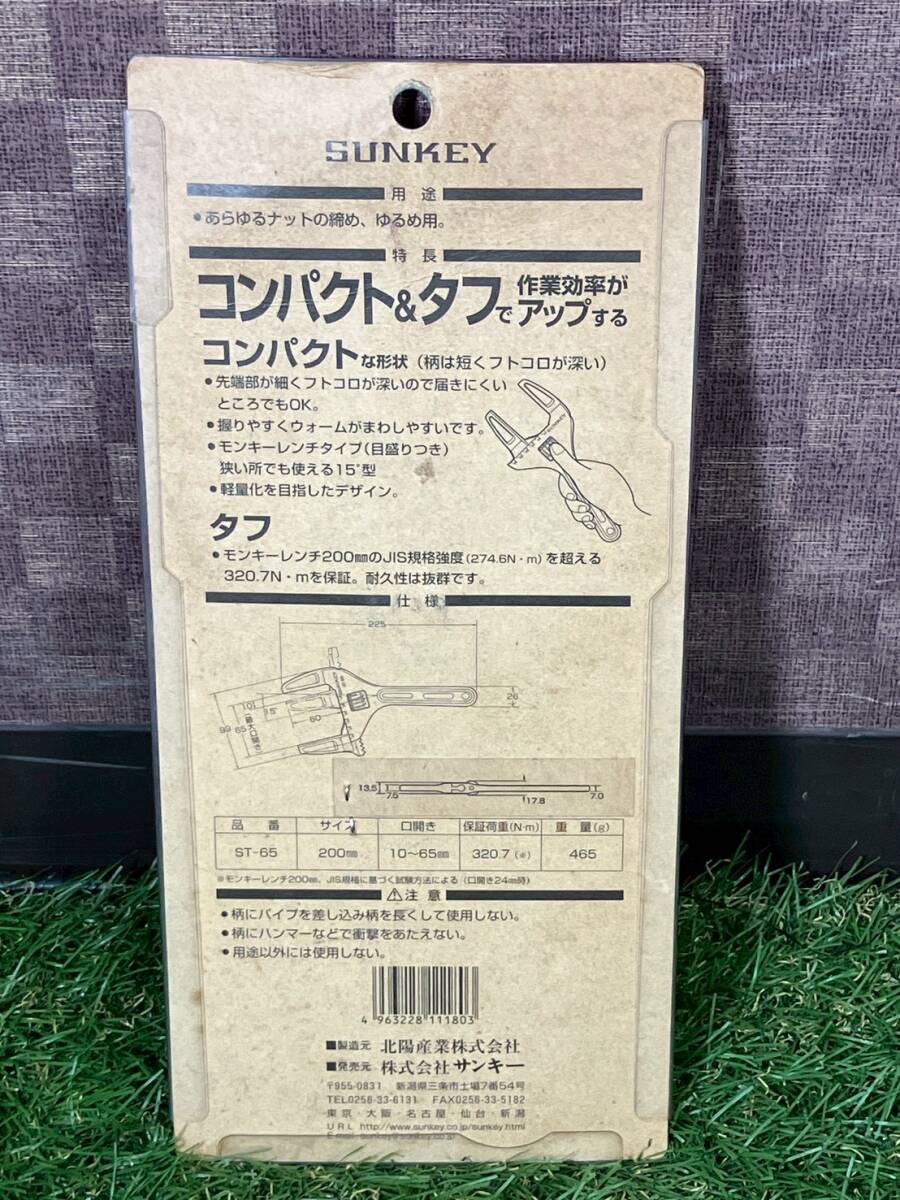 SUNKEY
用途
●あらゆるナットの締め、ゆるめ用。
特長
コンパクト&タフで作業効率がアップする
コンパクトな形状（柄は短くフトコロが深い）
●先端部が細くフトコロが深いので届きにくい
ところでもOK。
●握りやすくウォームがまわしやすいです。
●モンキーレンチタイプ（目盛りつき）
狭い所でも使える15°型
●軽量化を目指したデザイン。
タフ
●モンキーレンチ200㎜のJIS規格強度（274.6N・m）を超える
320.7N・mを保証。耐久性は抜群です。
仕様
225
26
10
15°
60
99
65
（最大口開き）
13.5
7.5
17.8
7.0
品番 サイズ 口開き 保証荷重（N・m） 重量（g）
ST-65 200㎜ 10〜65㎜ 320.7（※） 465
※モンキーレンチ200㎜、JIS規格に基づく試験方法による（口開き24㎜時）
⚠注意
●柄にパイプを差し込み柄を長くして使用しない。
●柄にハンマーなどで衝撃をあたえない。
●用途以外には使用しない。
4 963228 111803
■製造元 北陽産業株式会社
■発売元 株式会社サンキー
〒955-0831 新潟県三条市土場7番54号
TEL0256-33-6131 FAX0256-33-5182
東京・大阪・名古屋・仙台・新潟
URL http://www.sunkey.co.jp/sunkey.html
E-mail sunkey@sunkey.co.jp